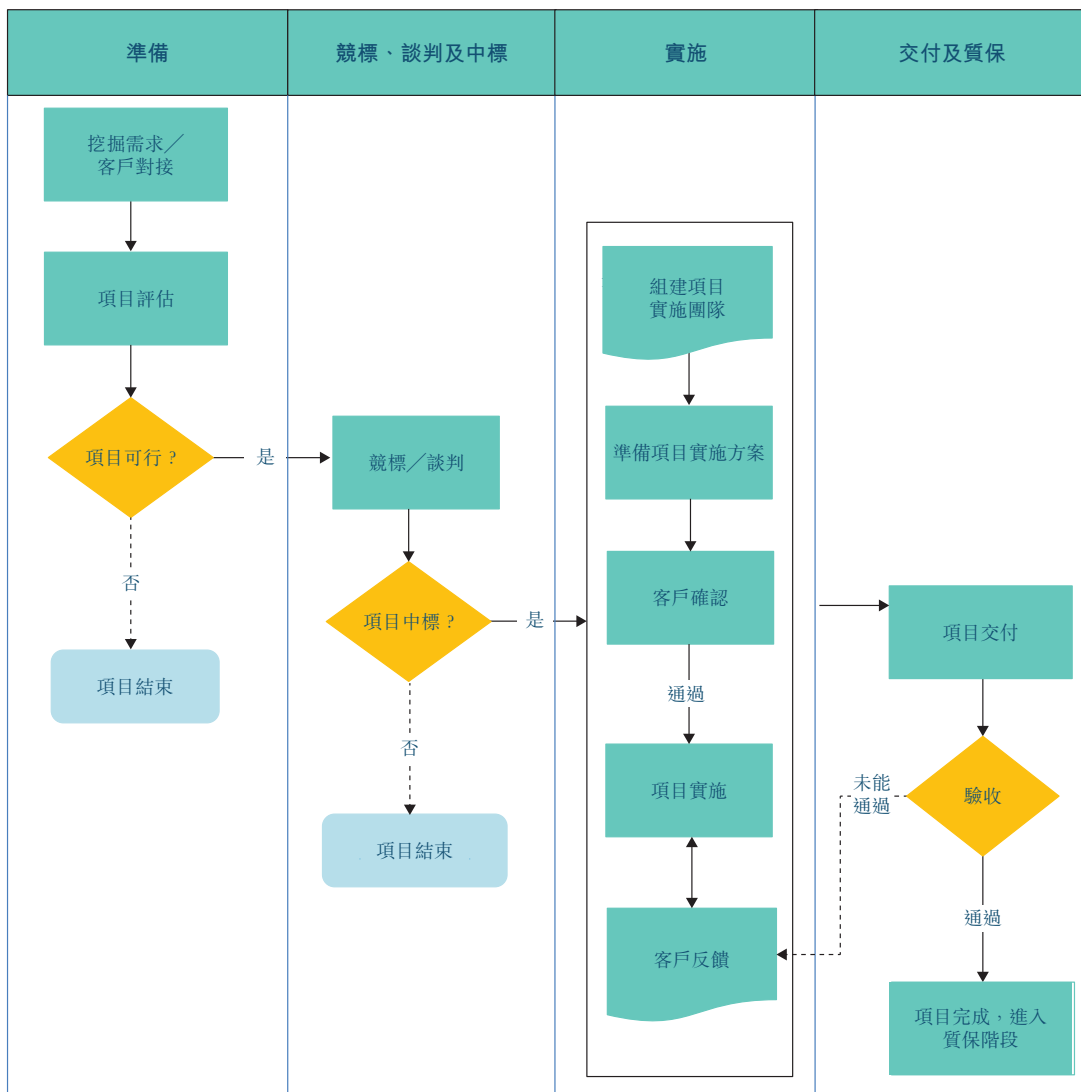 準備
競標、談判及中標
實施
交付及質保
挖掘需求／
客戶對接
項目評估
項目可行？
是
否
項目結束
競標／談判
項目中標？
是
否
項目結束
組建項目
實施團隊
準備項目實施方案
客戶確認
通過
項目實施
客戶反饋
項目交付
驗收
未能
通過
通過
項目完成，進入
質保階段